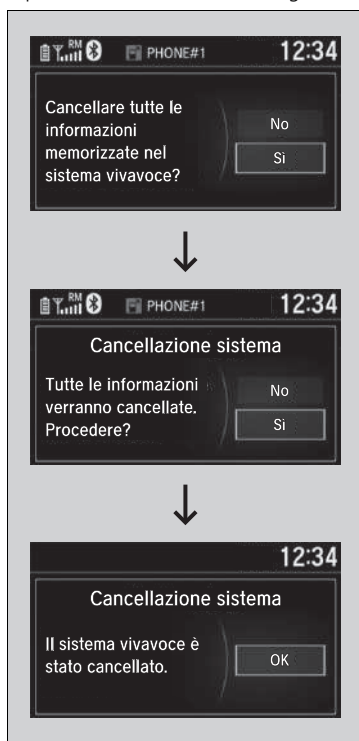 RM PHONE#1 12:34
Cancellare tutte le
informazioni
memorizzate nel
sistema vivavoce?
No
Sì
RM PHONE#1 12:34
Cancellazione sistema
Tutte le informazioni
verranno cancellate.
Procedere?
No
Sì
12:34
Cancellazione sistema
Il sistema vivavoce è
stato cancellato.
OK